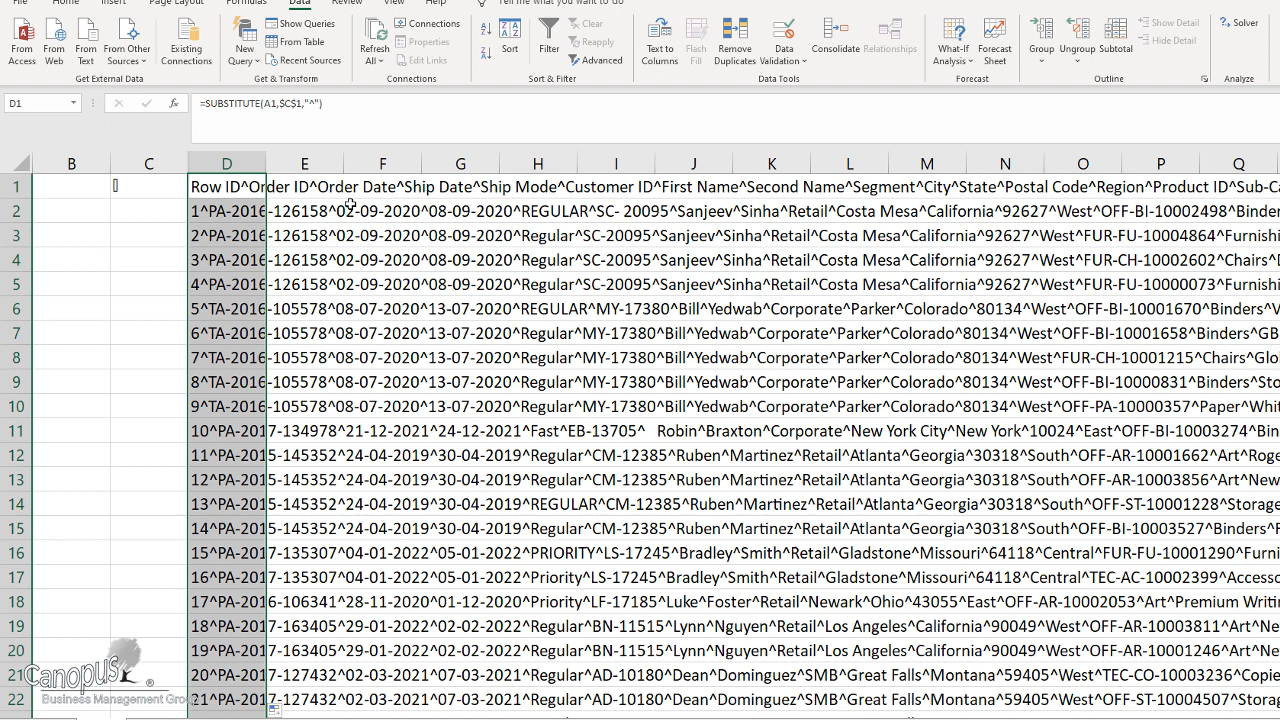 File Home Insert Page Layout Formulas Data Review View Help Tell me what you want to do
From Access
From Web
From Text
From Other Sources
Existing Connections
Get External Data
New Query
Show Queries
From Table
Recent Sources
Get & Transform
Refresh All
Connections
Properties
Edit Links
Connections
Sort
Filter
Clear
Reapply
Advanced
Sort & Filter
Text to Columns
Flash Fill
Remove Duplicates
Data Validation
Consolidate
Relationships
Data Tools
What-If Analysis
Forecast Sheet
Forecast
Group
Ungroup
Subtotal
Show Detail
Hide Detail
Outline
Solver
Analyze
D1 fx =SUBSTITUTE(A1,$C$1,"^")
B C D E F G H I J K L M N O P Q
1 Row ID^Order ID^Order Date^Ship Date^Ship Mode^Customer ID^First Name^Second Name^Segment^City^State^Postal Code^Region^Product ID^Sub-Ca
2 1^PA-2016-126158^02-09-2020^08-09-2020^REGULAR^SC- 20095^Sanjeev^Sinha^Retail^Costa Mesa^California^92627^West^OFF-BI-10002498^Binder
3 2^PA-2016-126158^02-09-2020^08-09-2020^Regular^SC-20095^Sanjeev^Sinha^Retail^Costa Mesa^California^92627^West^FUR-FU-10004864^Furnishi
4 3^PA-2016-126158^02-09-2020^08-09-2020^Regular^SC-20095^Sanjeev^Sinha^Retail^Costa Mesa^California^92627^West^FUR-CH-10002602^Chairs^
5 4^PA-2016-126158^02-09-2020^08-09-2020^Regular^SC-20095^Sanjeev^Sinha^Retail^Costa Mesa^California^92627^West^FUR-FU-10000073^Furnishi
6 5^TA-2016-105578^08-07-2020^13-07-2020^REGULAR^MY-17380^Bill^Yedwab^Corporate^Parker^Colorado^80134^West^OFF-BI-10001670^Binders^V
7 6^TA-2016-105578^08-07-2020^13-07-2020^Regular^MY-17380^Bill^Yedwab^Corporate^Parker^Colorado^80134^West^OFF-BI-10001658^Binders^GB
8 7^TA-2016-105578^08-07-2020^13-07-2020^Regular^MY-17380^Bill^Yedwab^Corporate^Parker^Colorado^80134^West^FUR-CH-10001215^Chairs^Glo
9 8^TA-2016-105578^08-07-2020^13-07-2020^Regular^MY-17380^Bill^Yedwab^Corporate^Parker^Colorado^80134^West^OFF-BI-10000831^Binders^Sto
10 9^TA-2016-105578^08-07-2020^13-07-2020^Regular^MY-17380^Bill^Yedwab^Corporate^Parker^Colorado^80134^West^OFF-PA-10000357^Paper^Whit
11 10^PA-2017-134978^21-12-2021^24-12-2021^Fast^EB-13705^ Robin^Braxton^Corporate^New York City^New York^10024^East^OFF-BI-10003274^Bin
12 11^PA-2015-145352^24-04-2019^30-04-2019^Regular^CM-12385^Ruben^Martinez^Retail^Atlanta^Georgia^30318^South^OFF-AR-10001662^Art^Roge
13 12^PA-2015-145352^24-04-2019^30-04-2019^Regular^CM-12385^Ruben^Martinez^Retail^Atlanta^Georgia^30318^South^OFF-AR-10003856^Art^New
14 13^PA-2015-145352^24-04-2019^30-04-2019^REGULAR^CM-12385^Ruben^Martinez^Retail^Atlanta^Georgia^30318^South^OFF-ST-10001228^Storage
15 14^PA-2015-145352^24-04-2019^30-04-2019^Regular^CM-12385^Ruben^Martinez^Retail^Atlanta^Georgia^30318^South^OFF-BI-10003527^Binders^
16 15^PA-2017-135307^04-01-2022^05-01-2022^PRIORITY^LS-17245^Bradley^Smith^Retail^Gladstone^Missouri^64118^Central^FUR-FU-10001290^Furnis
17 16^PA-2017-135307^04-01-2022^05-01-2022^Priority^LS-17245^Bradley^Smith^Retail^Gladstone^Missouri^64118^Central^TEC-AC-10002399^Accesso
18 17^PA-2016-106341^28-11-2020^01-12-2020^Priority^LF-17185^Luke^Foster^Retail^Newark^Ohio^43055^East^OFF-AR-10002053^Art^Premium Writin
19 18^PA-2017-163405^29-01-2022^02-02-2022^Regular^BN-11515^Lynn^Nguyen^Retail^Los Angeles^California^90049^West^OFF-AR-10003811^Art^Ne
20 19^PA-2017-163405^29-01-2022^02-02-2022^Regular^BN-11515^Lynn^Nguyen^Retail^Los Angeles^California^90049^West^OFF-AR-10001246^Art^Ne
21 20^PA-2017-127432^02-03-2021^07-03-2021^Regular^AD-10180^Dean^Dominguez^SMB^Great Falls^Montana^59405^West^TEC-CO-10003236^Copie
22 21^PA-2017-127432^02-03-2021^07-03-2021^Regular^AD-10180^Dean^Dominguez^SMB^Great Falls^Montana^59405^West^OFF-ST-10001507^Storag
Canopus ®
Business Management Group